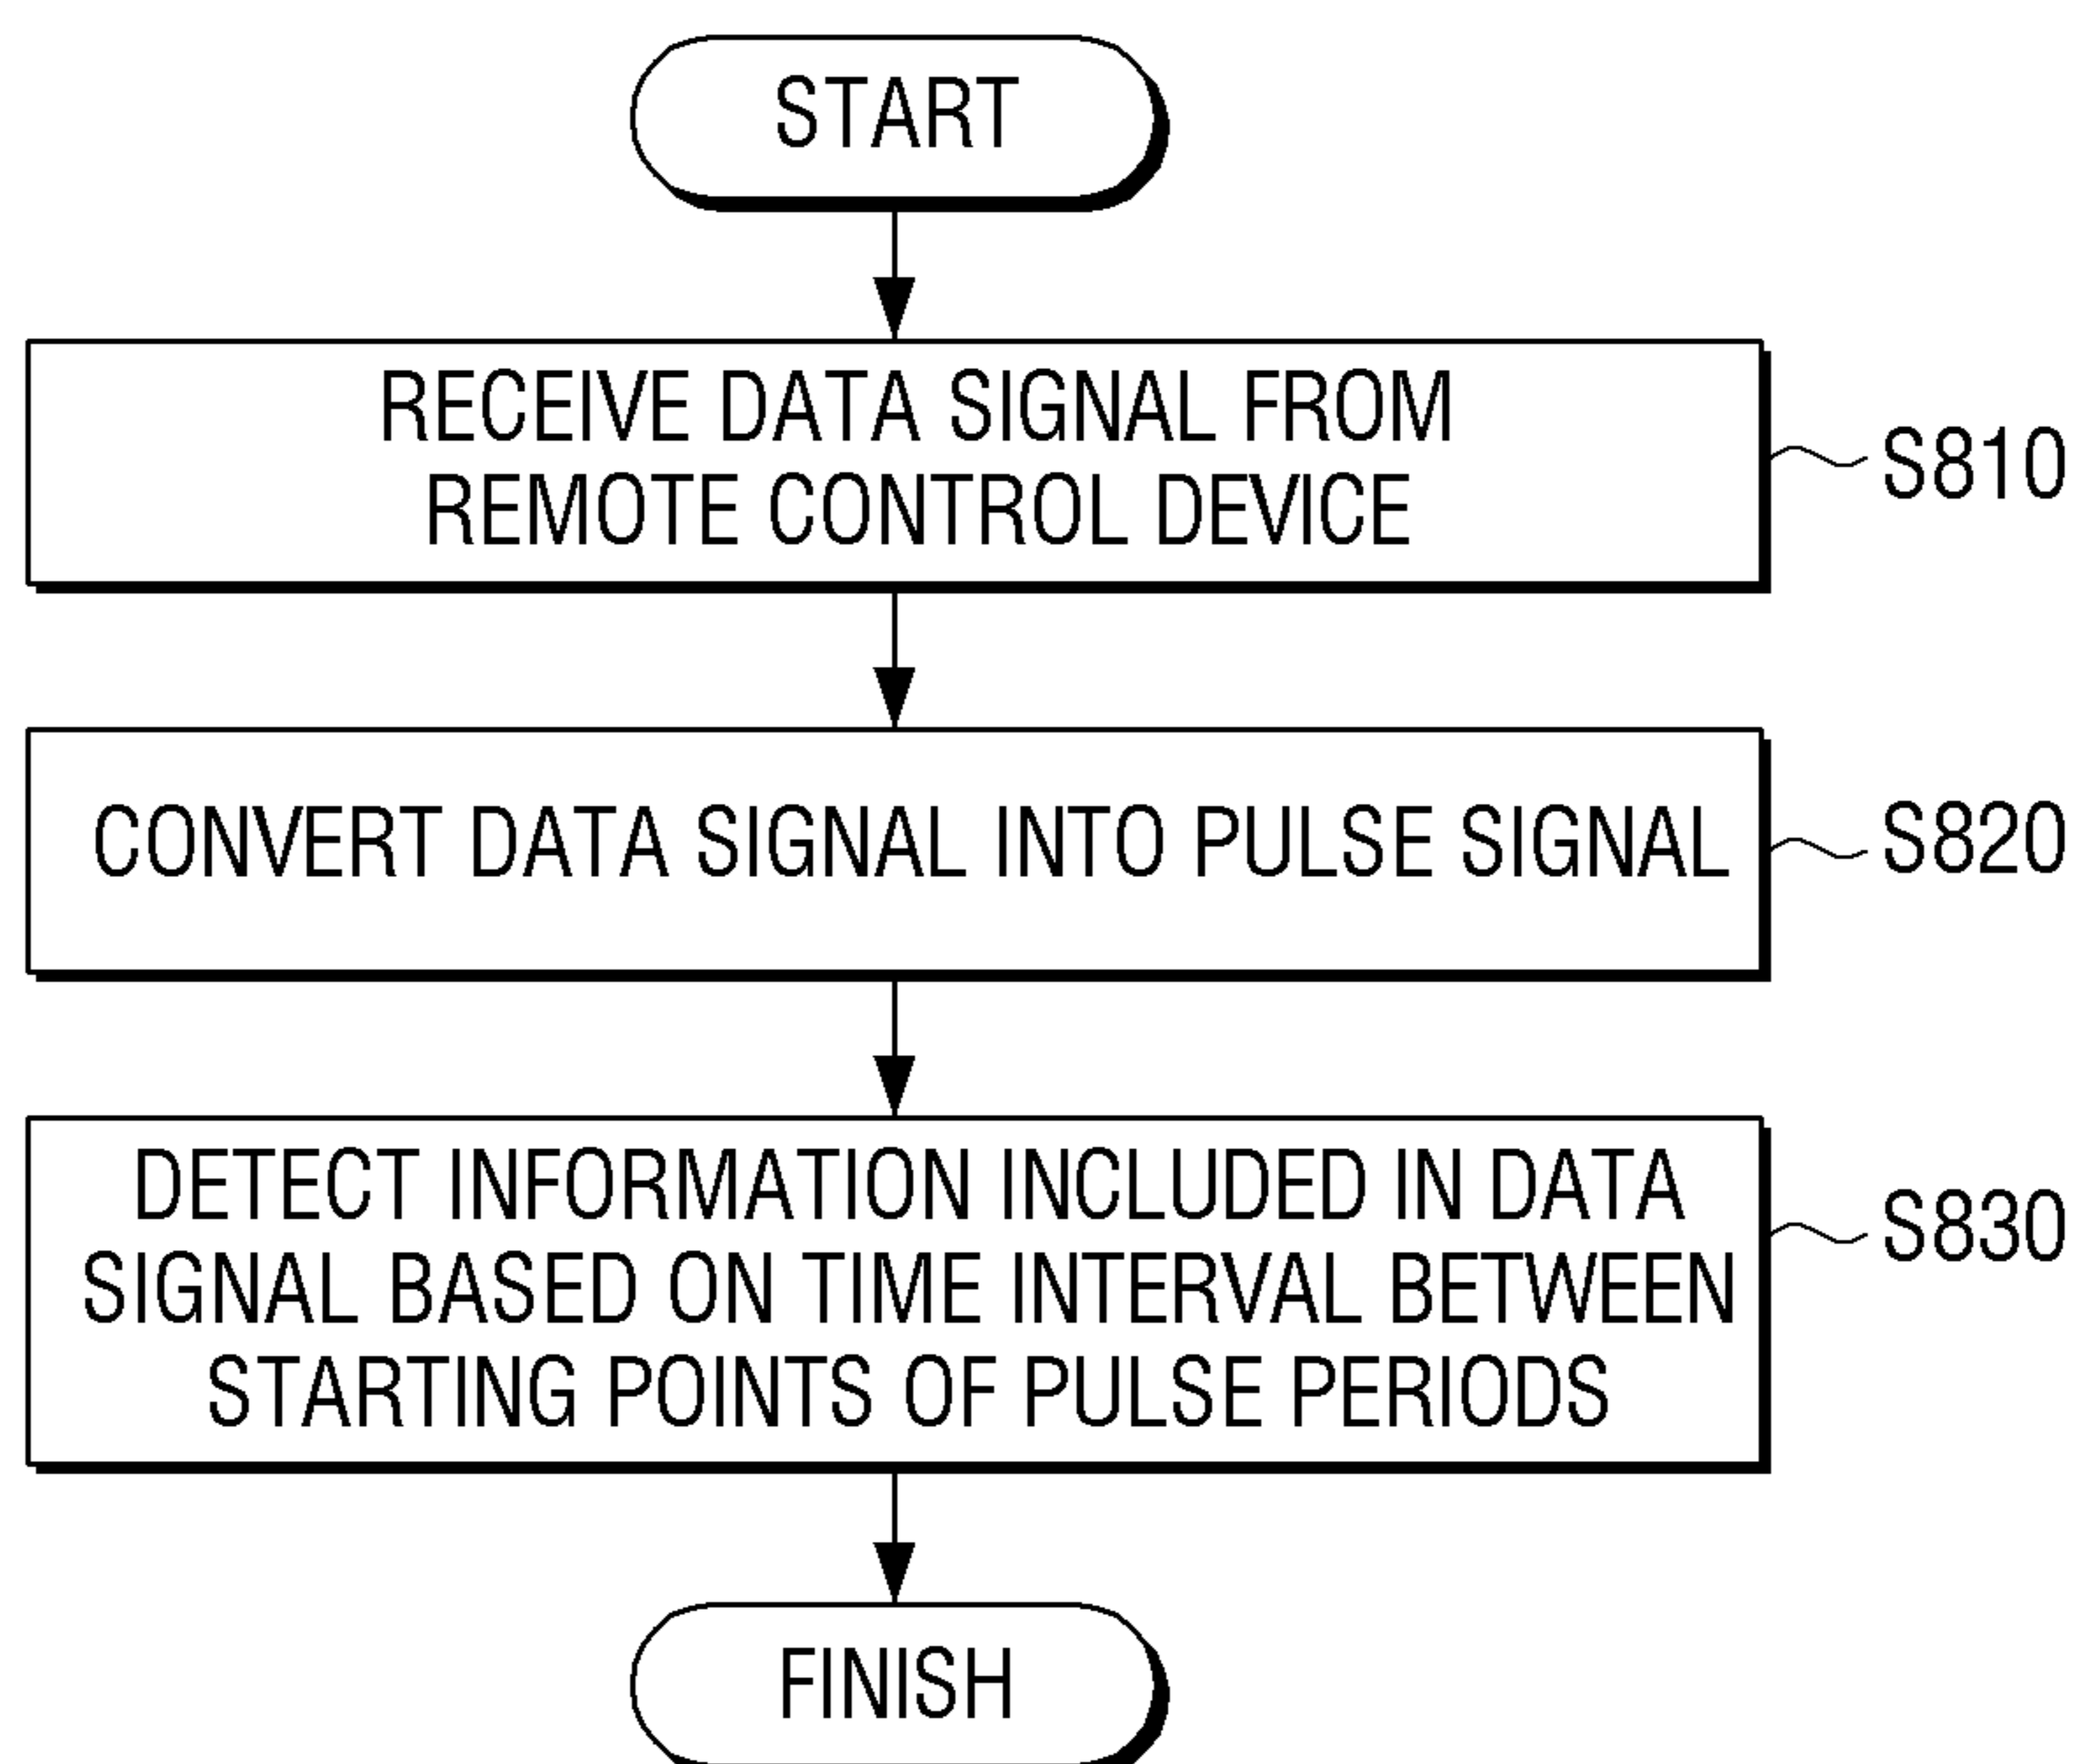 START
RECEIVE DATA SIGNAL FROM
REMOTE CONTROL DEVICE
S810
CONVERT DATA SIGNAL INTO PULSE SIGNAL
S820
DETECT INFORMATION INCLUDED IN DATA
SIGNAL BASED ON TIME INTERVAL BETWEEN
STARTING POINTS OF PULSE PERIODS
S830
FINISH